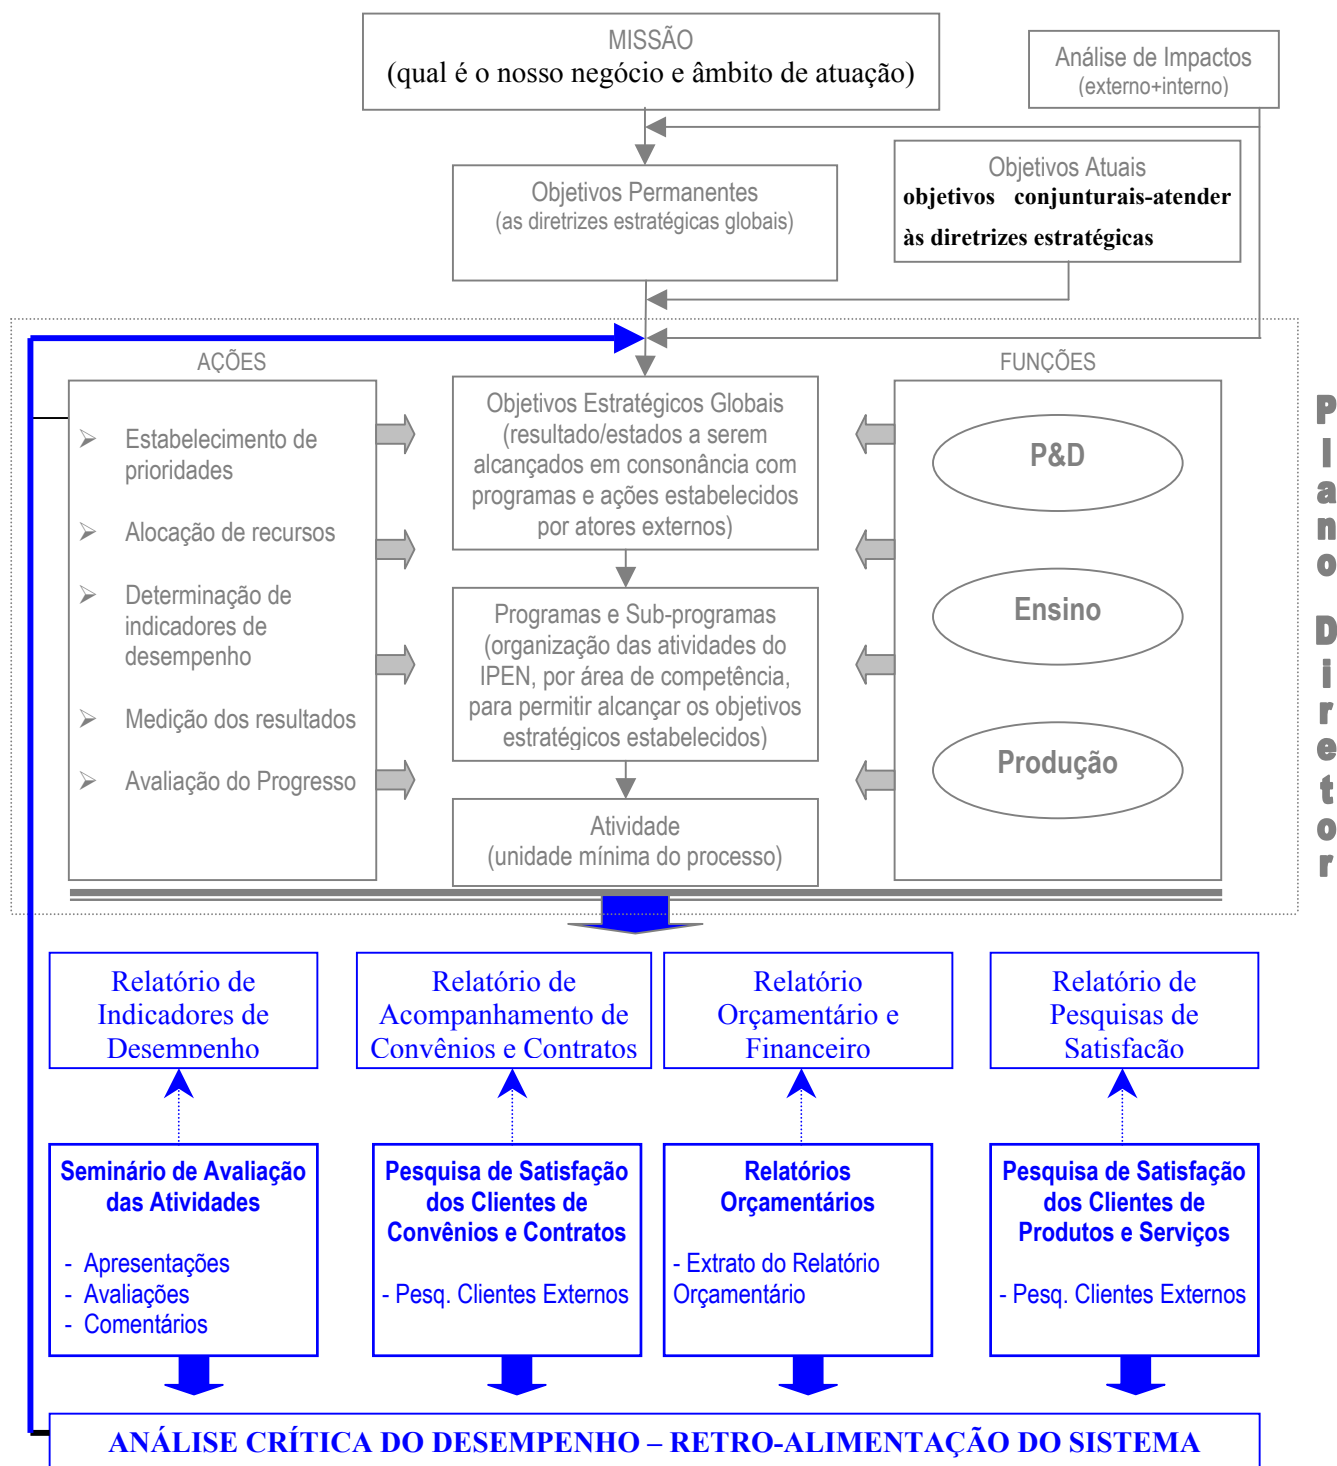 MISSÃO
(qual é o nosso negócio e âmbito de atuação)
Análise de Impactos
(externo+interno)
Objetivos Permanentes
(as diretrizes estratégicas globais)
Objetivos Atuais
objetivos conjunturais-atender
às diretrizes estratégicas
AÇÕES
FUNÇÕES
Estabelecimento de
prioridades
Alocação de recursos
Determinação de
indicadores de
desempenho
Medição dos resultados
Avaliação do Progresso
Objetivos Estratégicos Globais
(resultado/estados a serem
alcançados em consonância com
programas e ações estabelecidos
por atores externos)
Programas e Sub-programas
(organização das atividades do
IPEN, por área de competência,
para permitir alcançar os objetivos
estratégicos estabelecidos)
Atividade
(unidade mínima do processo)
P&D
Ensino
Produção
Plano Diretor
Relatório de
Indicadores de
Desempenho
Relatório de
Acompanhamento de
Convênios e Contratos
Relatório
Orçamentário e
Financeiro
Relatório de
Pesquisas de
Satisfação
Seminário de Avaliação
das Atividades
- Apresentações
- Avaliações
- Comentários
Pesquisa de Satisfação
dos Clientes de
Convênios e Contratos
- Pesq. Clientes Externos
Relatórios
Orçamentários
- Extrato do Relatório
Orçamentário
Pesquisa de Satisfação
dos Clientes de
Produtos e Serviços
- Pesq. Clientes Externos
ANÁLISE CRÍTICA DO DESEMPENHO – RETRO-ALIMENTAÇÃO DO SISTEMA